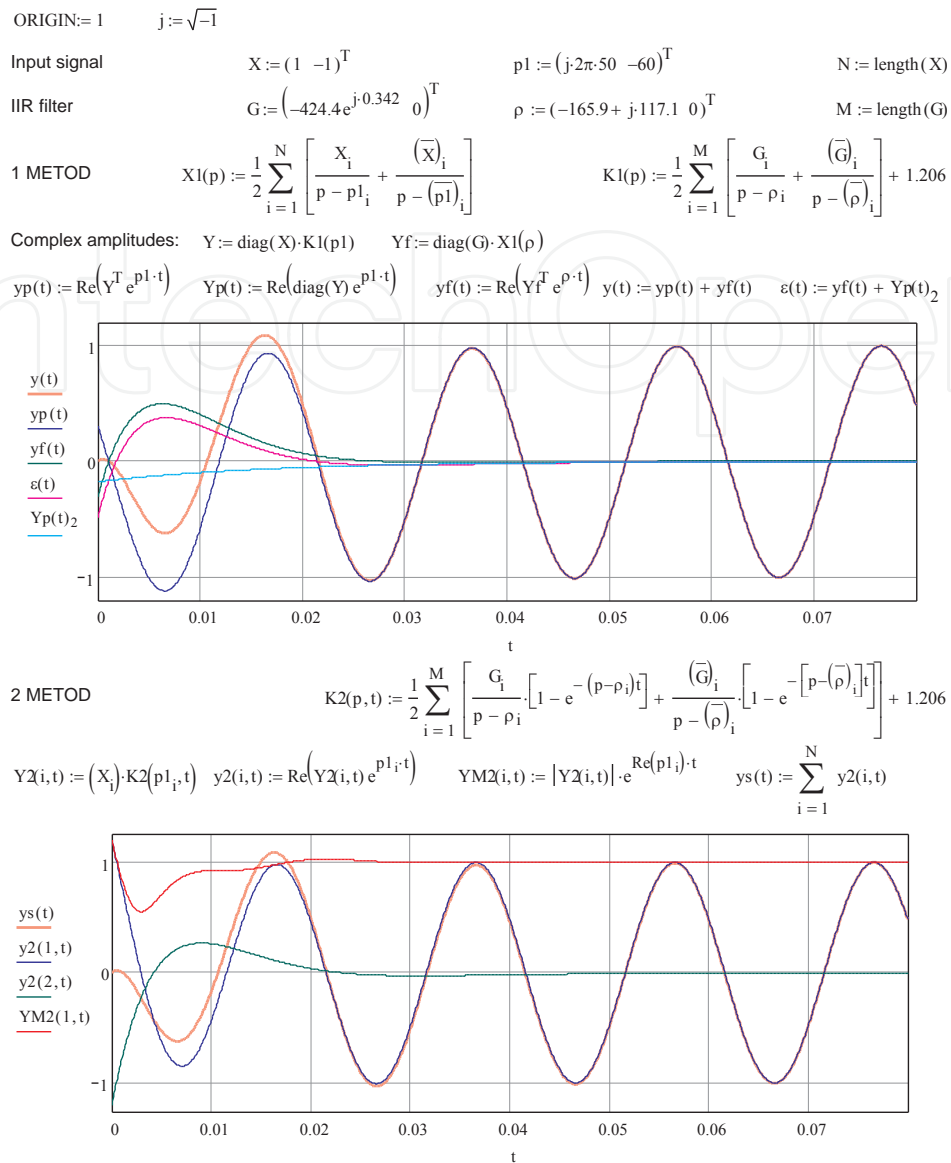 ORIGIN:= 1 j := √−1
Input signal X := (1 −1)^T p1 := (j·2π·50 −60)^T N := length(X)
IIR filter G := (−424.4e^{j·0.342} 0)^T ρ := (−165.9 + j·117.1 0)^T M := length(G)
1 METOD X1(p) := 1/2 ∑_{i = 1}^{N} [X_i/(p − p1_i) + (X̅)_i/(p − (p̅1̅)_i)] K1(p) := 1/2 ∑_{i = 1}^{M} [G_i/(p − ρ_i) + (G̅)_i/(p − (ρ̅)_i)] + 1.206
Complex amplitudes: Y := diag(X)·K1(p1) Yf := diag(G)·X1(ρ)
yp(t) := Re(Y^T e^{p1·t}) Yp(t) := Re(diag(Y) e^{p1·t}) yf(t) := Re(Yf^T e^{ρ·t}) y(t) := yp(t) + yf(t) ε(t) := yf(t) + Yp(t)_2
1
0
−1
y(t)
yp(t)
yf(t)
ε(t)
Yp(t)_2
0 0.01 0.02 0.03 0.04 0.05 0.06 0.07
t
2 METOD K2(p,t) := 1/2 ∑_{i = 1}^{M} [G_i/(p − ρ_i)·[1 − e^{−(p−ρ_i)t}] + (G̅)_i/(p − (ρ̅)_i)·[1 − e^{−[p−(ρ̅)_i]t}]] + 1.206
Y2(i,t) := (X_i)·K2(p1_i,t) y2(i,t) := Re(Y2(i,t) e^{p1_i·t}) YM2(i,t) := |Y2(i,t)|·e^{Re(p1_i)·t} ys(t) := ∑_{i = 1}^{N} y2(i,t)
1
0
−1
ys(t)
y2(1,t)
y2(2,t)
YM2(1,t)
0 0.01 0.02 0.03 0.04 0.05 0.06 0.07
t